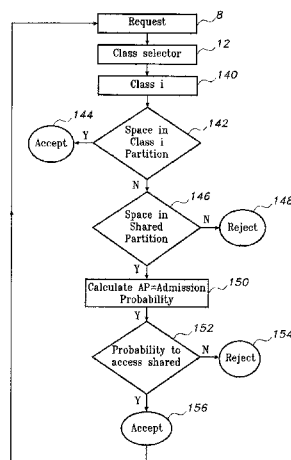 Request
8
Class selector
12
Class i
140
144
Accept
Y
Space in
Class i
Partition
142
N
Space in
Shared
Partition
146
N
148
Reject
Y
Calculate AP=Admission
Probability
150
Y
Probability to
access shared
152
N
154
Reject
Y
156
Accept